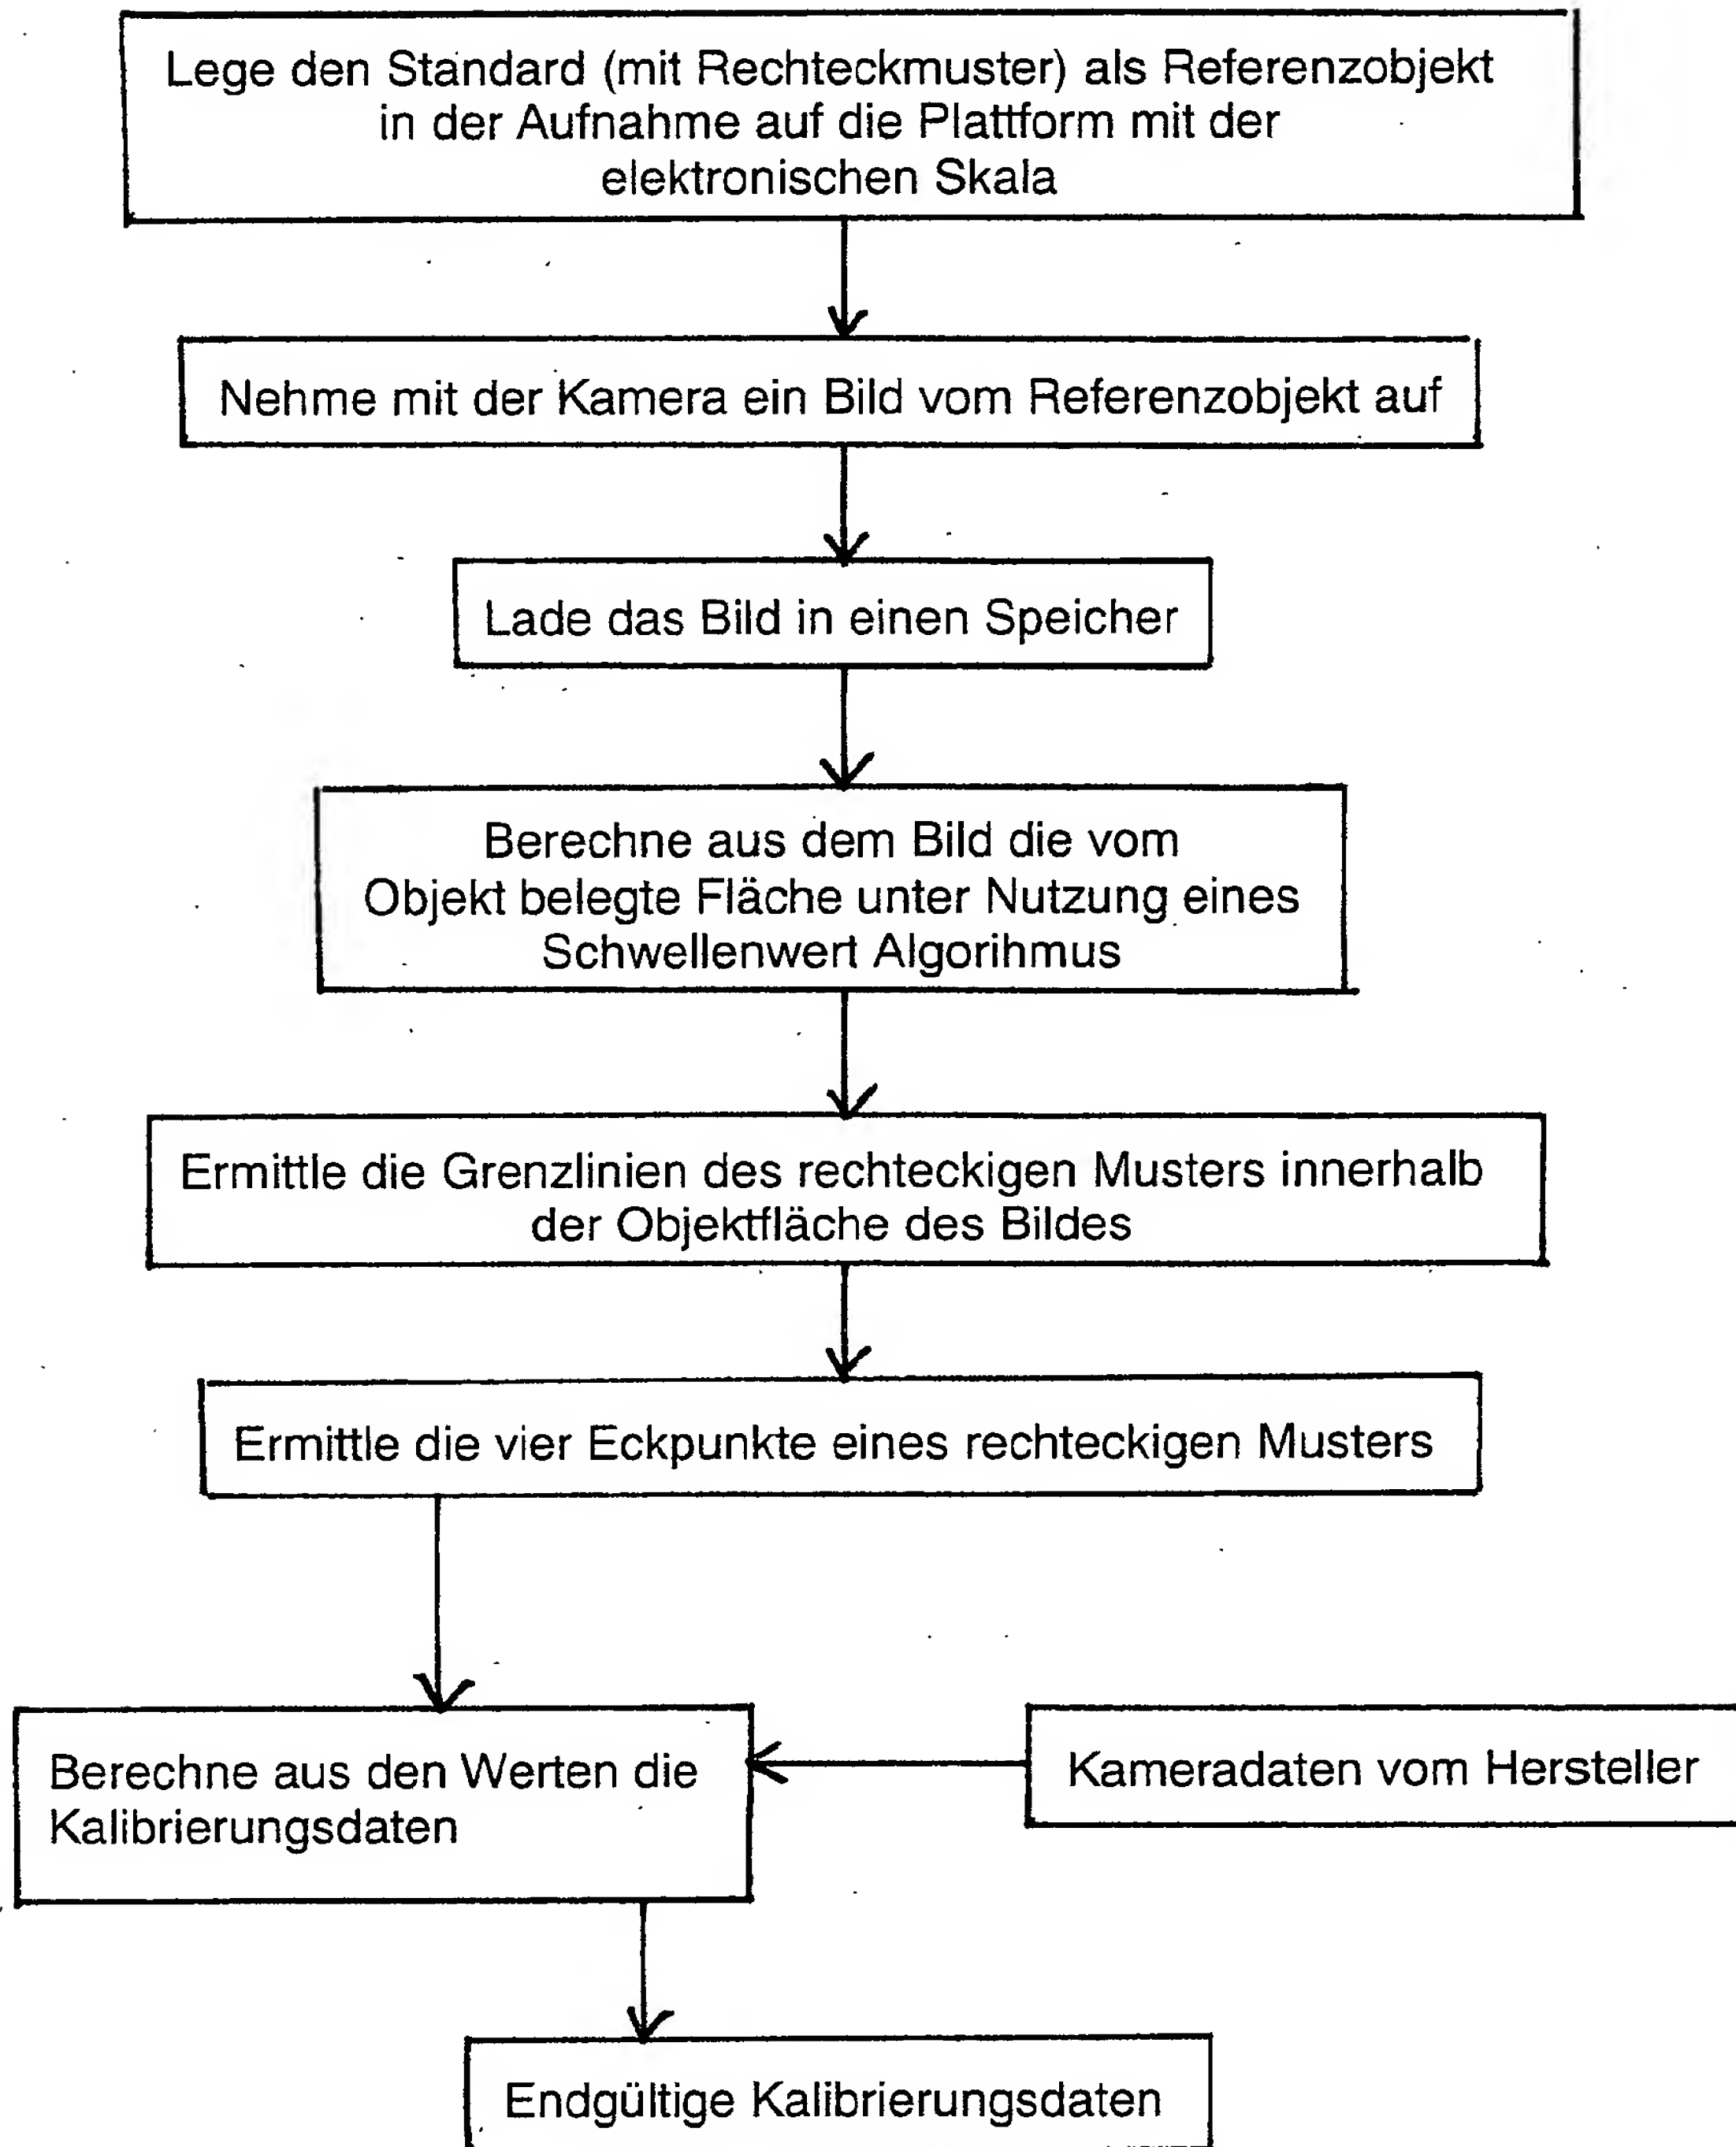 Lege den Standard (mit Rechteckmuster) als Referenzobjekt
in der Aufnahme auf die Plattform mit der
elektronischen Skala
Nehme mit der Kamera ein Bild vom Referenzobjekt auf
Lade das Bild in einen Speicher
Berechne aus dem Bild die vom
Objekt belegte Fläche unter Nutzung eines
Schwellenwert Algorihmus
Ermittle die Grenzlinien des rechteckigen Musters innerhalb
der Objektfläche des Bildes
Ermittle die vier Eckpunkte eines rechteckigen Musters
Berechne aus den Werten die
Kalibrierungsdaten
Kameradaten vom Hersteller
Endgültige Kalibrierungsdaten